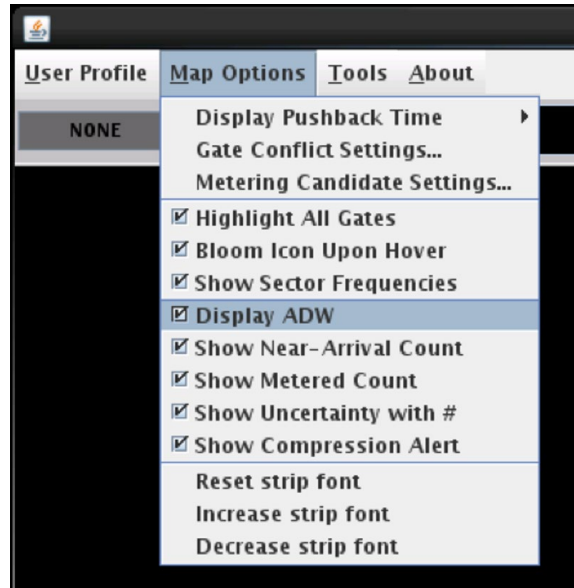 User Profile Map Options Tools About
NONE
Display Pushback Time
Gate Conflict Settings...
Metering Candidate Settings...
Highlight All Gates
Bloom Icon Upon Hover
Show Sector Frequencies
Display ADW
Show Near-Arrival Count
Show Metered Count
Show Uncertainty with #
Show Compression Alert
Reset strip font
Increase strip font
Decrease strip font